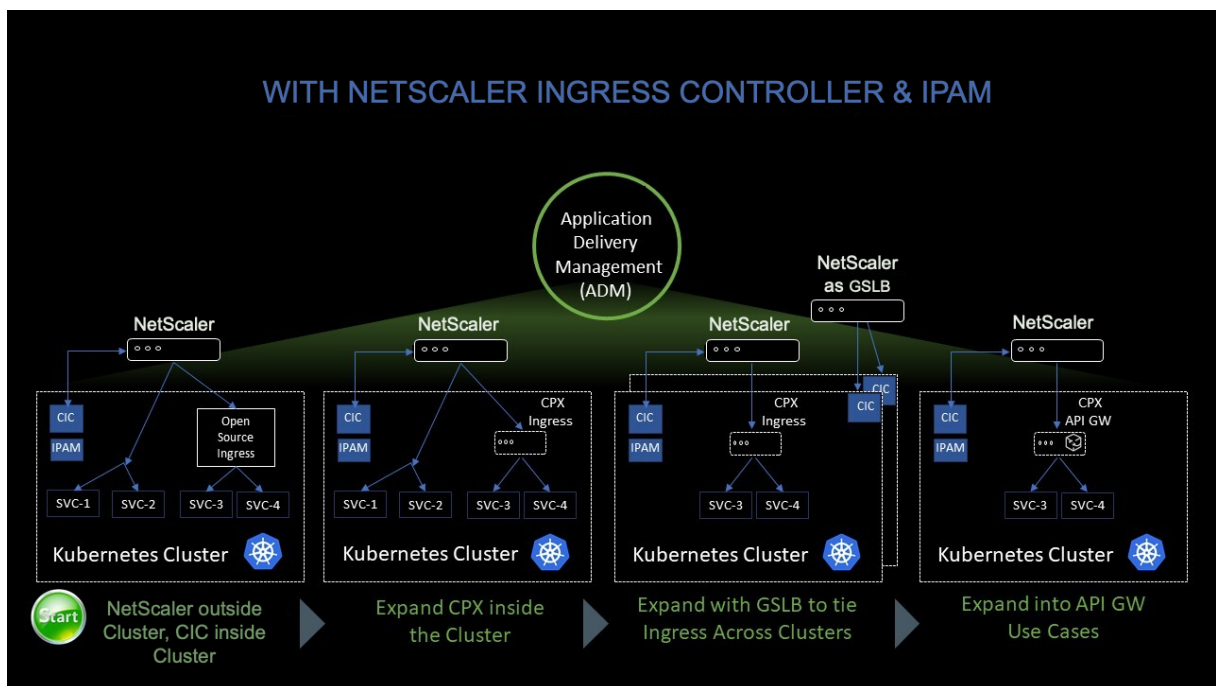 WITH NETSCALER INGRESS CONTROLLER & IPAM
Application
Delivery
Management
(ADM)
NetScaler
CIC
IPAM
Open
Source
Ingress
SVC-1
SVC-2
SVC-3
SVC-4
Kubernetes Cluster
Start
NetScaler outside
Cluster, CIC inside
Cluster
NetScaler
CIC
IPAM
CPX
Ingress
SVC-1
SVC-2
SVC-3
SVC-4
Kubernetes Cluster
Expand CPX inside
the Cluster
NetScaler
NetScaler
as GSLB
CIC
CIC
CIC
IPAM
CPX
Ingress
SVC-3
SVC-4
Kubernetes Cluster
Expand with GSLB to tie
Ingress Across Clusters
NetScaler
CIC
IPAM
CPX
API GW
SVC-3
SVC-4
Kubernetes Cluster
Expand into API GW
Use Cases